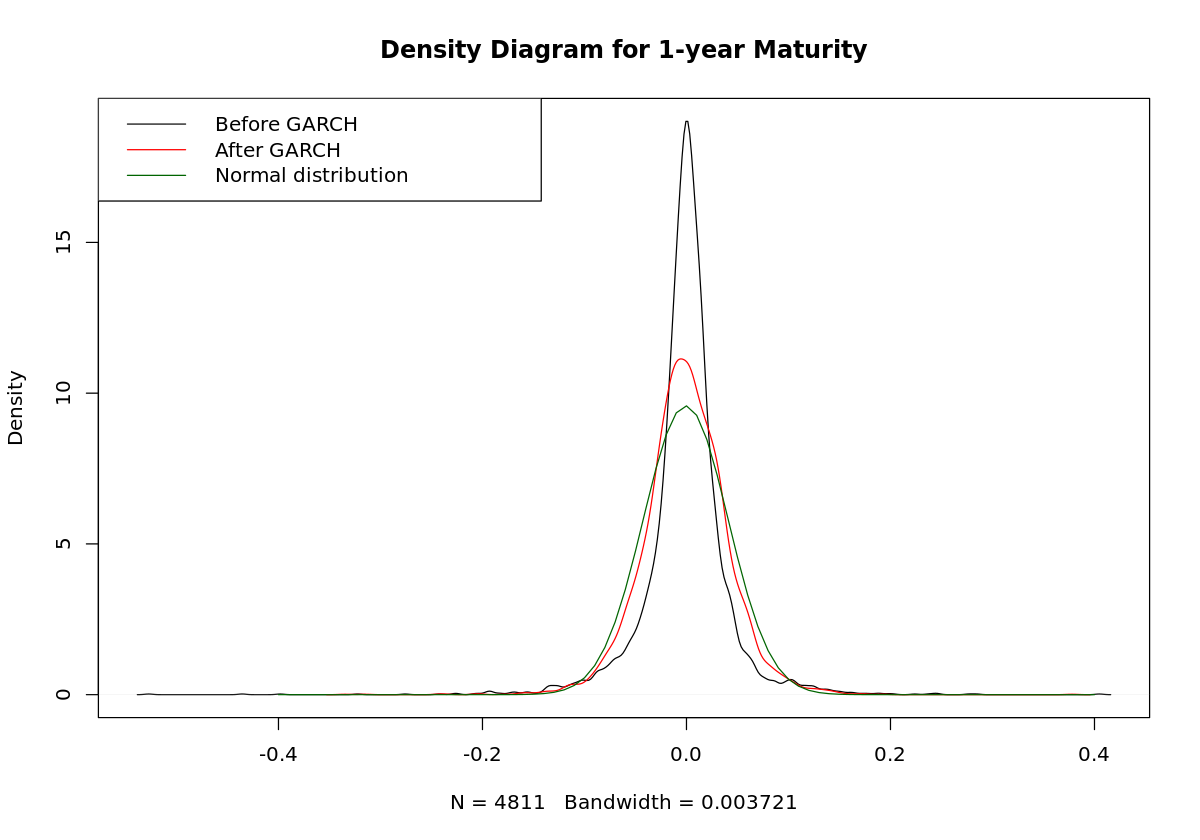 Density Diagram for 1-year Maturity
Before GARCH
After GARCH
Normal distribution
15
10
5
0
Density
-0.4 -0.2 0.0 0.2 0.4
N = 4811 Bandwidth = 0.003721